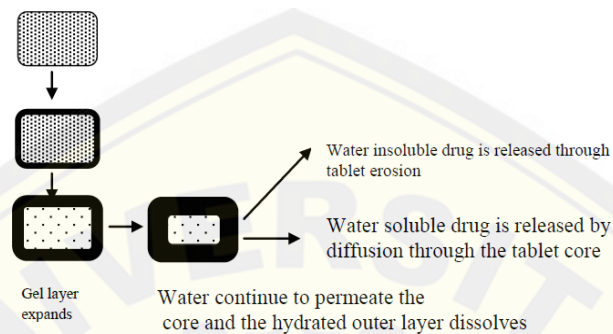 Water insoluble drug is released through
tablet erosion
Water soluble drug is released by
diffusion through the tablet core
Gel layer
expands
Water continue to permeate the
core and the hydrated outer layer dissolves